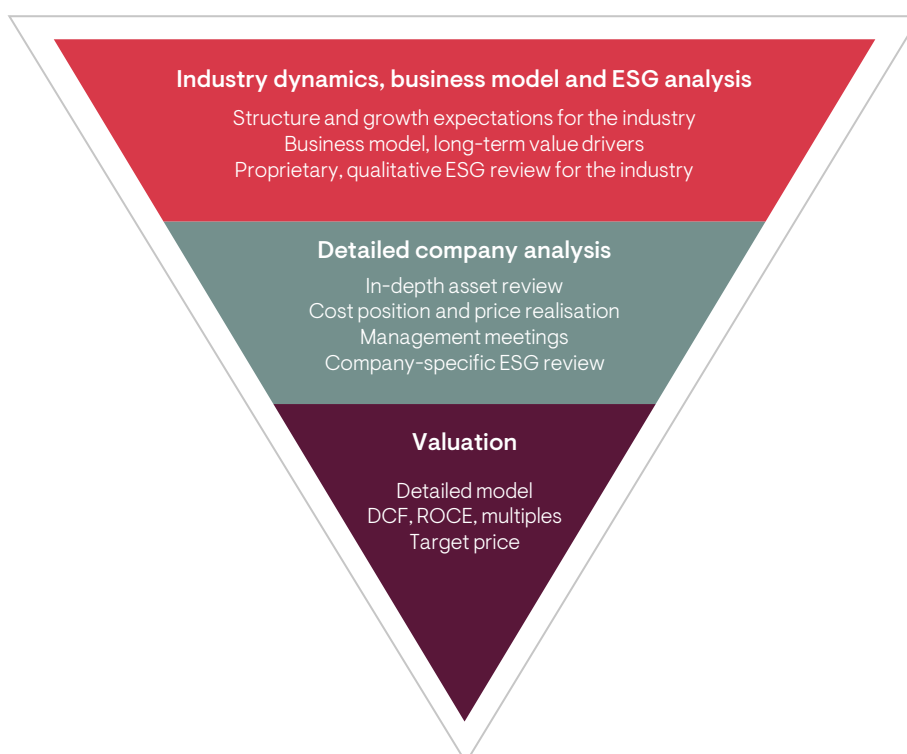 Industry dynamics, business model and ESG analysis
Structure and growth expectations for the industry
Business model, long-term value drivers
Proprietary, qualitative ESG review for the industry
Detailed company analysis
In-depth asset review
Cost position and price realisation
Management meetings
Company-specific ESG review
Valuation
Detailed model
DCF, ROCE, multiples
Target price